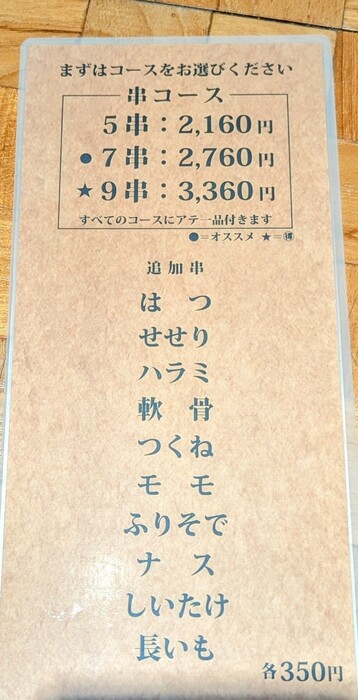 まずはコースをお選びください
串コース
5串：2,160円
●7串：2,760円
★9串：3,360円
すべてのコースにアテ一品付きます
●=オススメ ★=㊝
追加串
はつ
せせり
ハラミ
軟骨
つくね
モモ
ふりそで
ナス
しいたけ
長いも
各350円